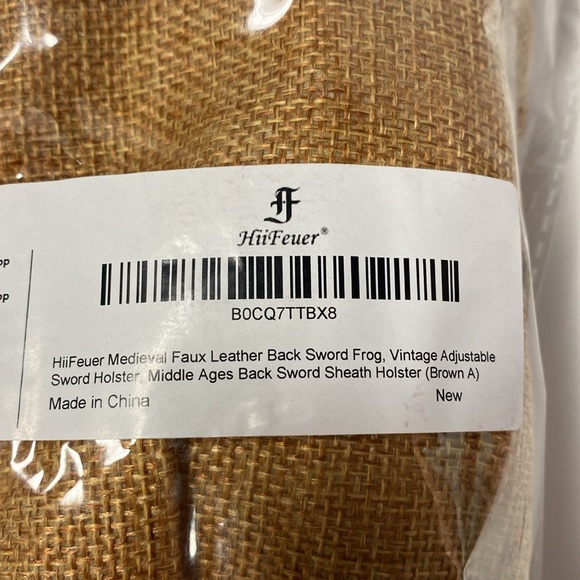 HiiFeuer®
B0CQ7TTBX8
HiiFeuer Medieval Faux Leather Back Sword Frog, Vintage Adjustable
Sword Holster, Middle Ages Back Sword Sheath Holster (Brown A)
Made in China
New